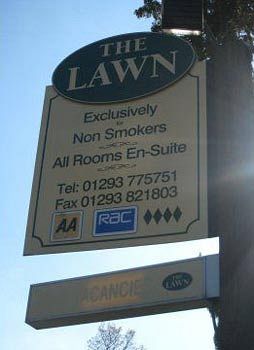 THE
LAWN
Exclusively
for
Non Smokers
All Rooms En-Suite
Tel: 01293 775751
Fax 01293 821803
AA RAC
VACANCIES THE
LAWN